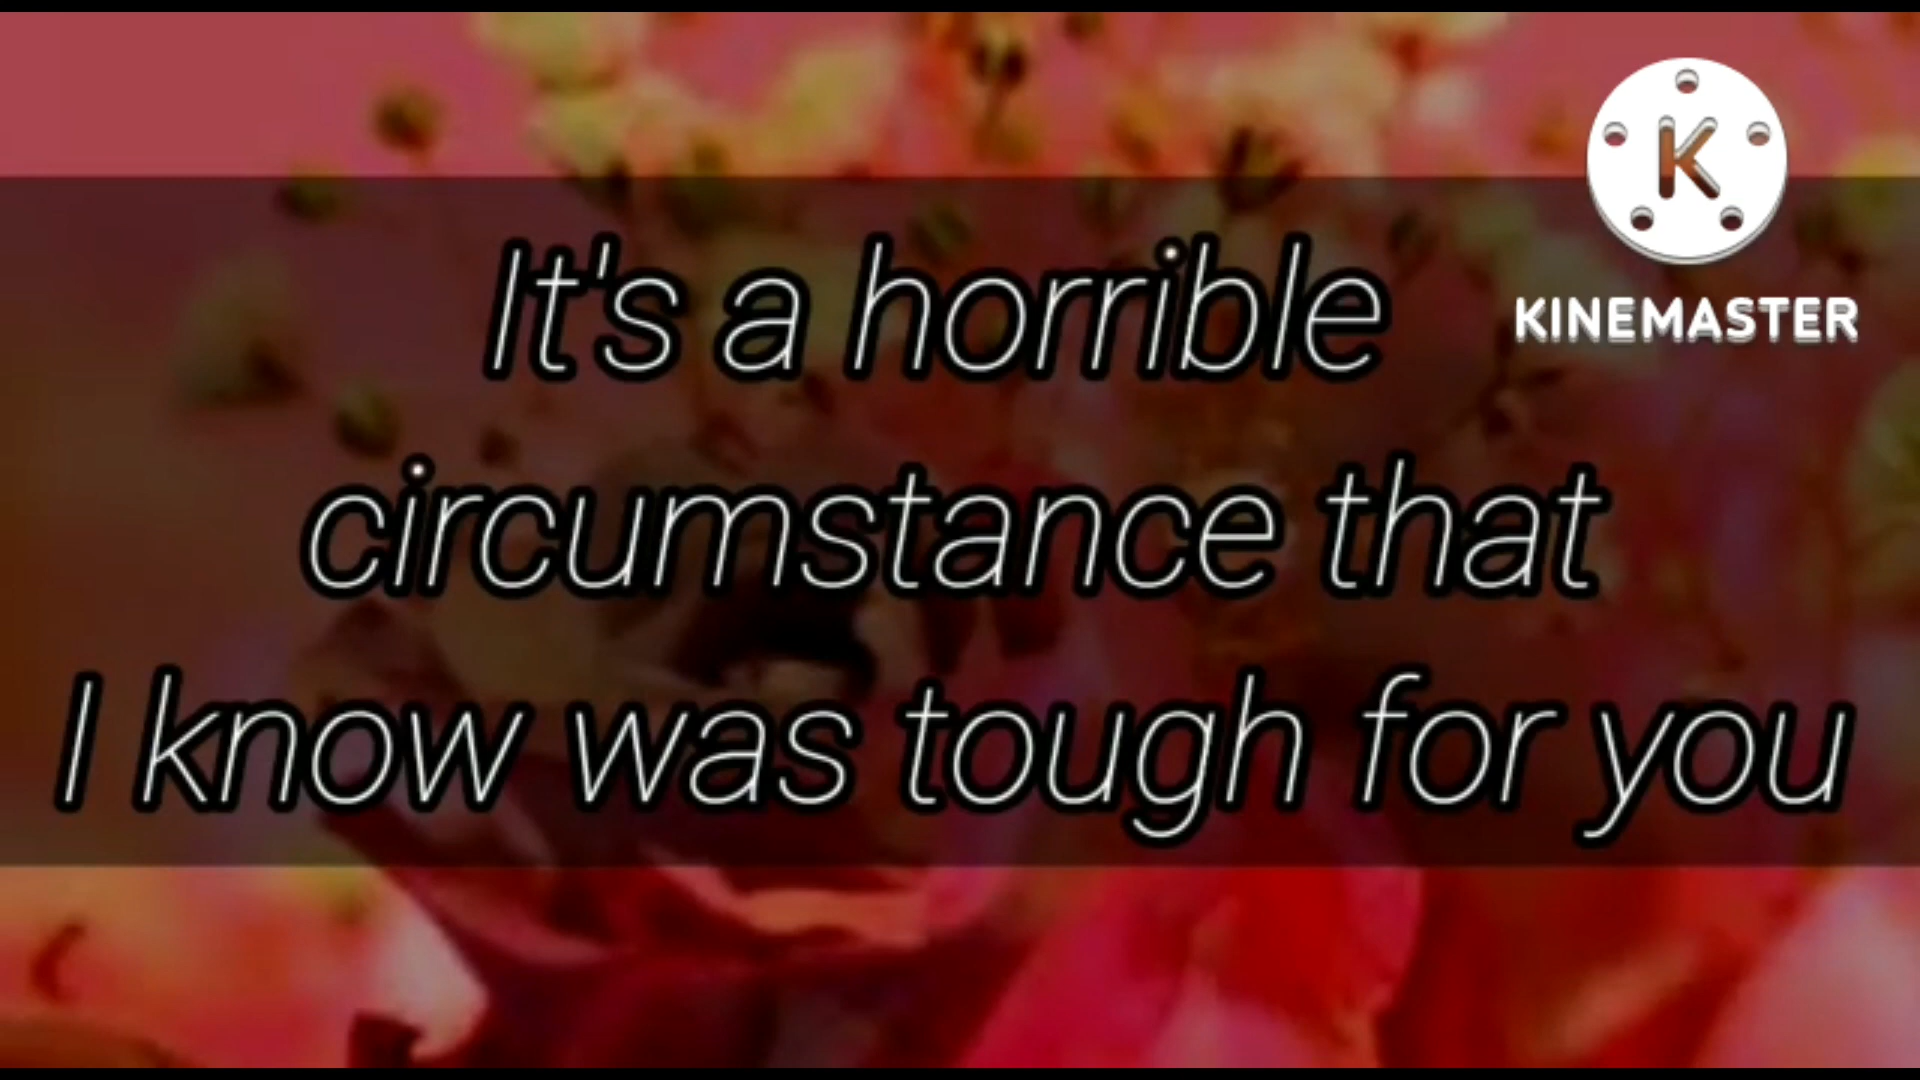 K
KINEMASTER
It's a horrible
circumstance that
I know was tough for you